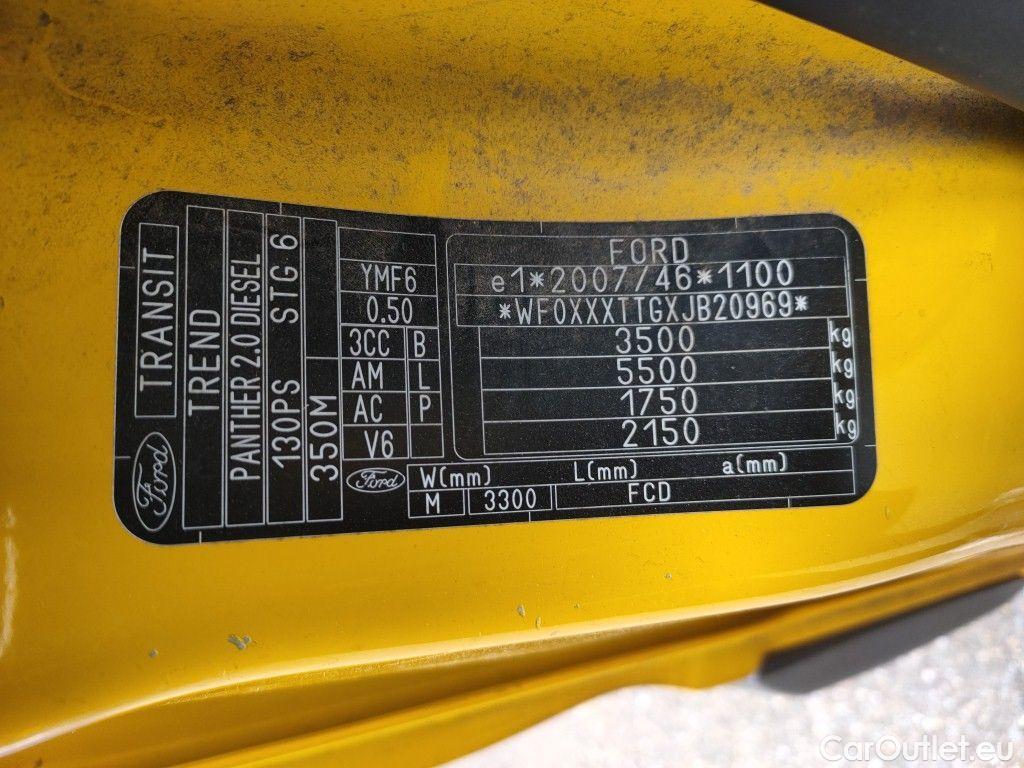 Ford
TRANSIT
TREND
PANTHER 2.0 DIESEL
130PS STG 6
350M
YMF6
0.50
3CC B
AM L
AC P
V6
Ford
FORD
e1*2007/46*1100
*WF0XXXTTGXJB20969*
3500 kg
5500 kg
1750 kg
2150 kg
W(mm) L(mm) a(mm)
M 3300 FCD
CarOutlet.eu